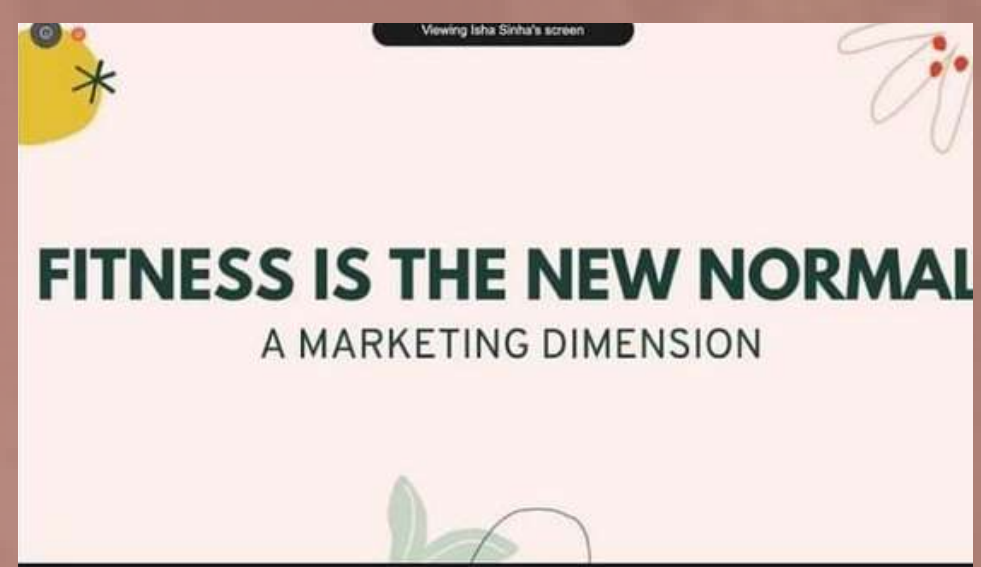 Viewing Isha Sinha's screen
FITNESS IS THE NEW NORMAL
A MARKETING DIMENSION